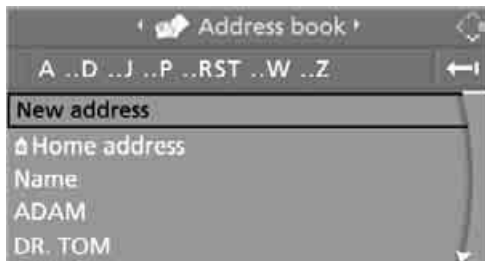 Address book
A ..D ..J ..P ..RST ..W ..Z
New address
Home address
Name
ADAM
DR. TOM